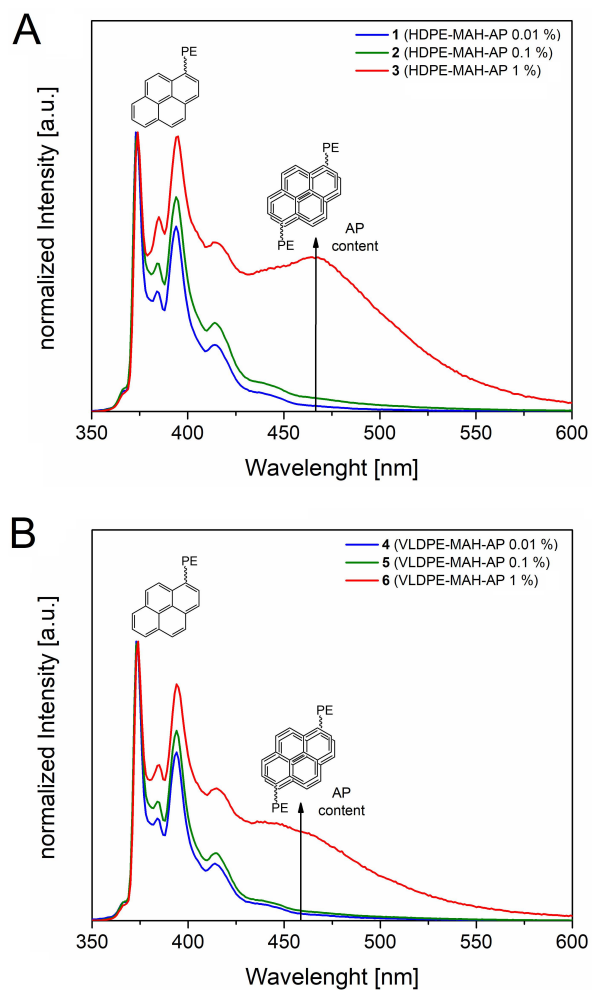 A
1 (HDPE-MAH-AP 0.01 %)
2 (HDPE-MAH-AP 0.1 %)
3 (HDPE-MAH-AP 1 %)
PE
PE
PE
AP
content
normalized Intensity [a.u.]
350
400
450
500
550
600
Wavelenght [nm]
B
4 (VLDPE-MAH-AP 0.01 %)
5 (VLDPE-MAH-AP 0.1 %)
6 (VLDPE-MAH-AP 1 %)
PE
PE
PE
AP
content
normalized Intensity [a.u.]
350
400
450
500
550
600
Wavelenght [nm]